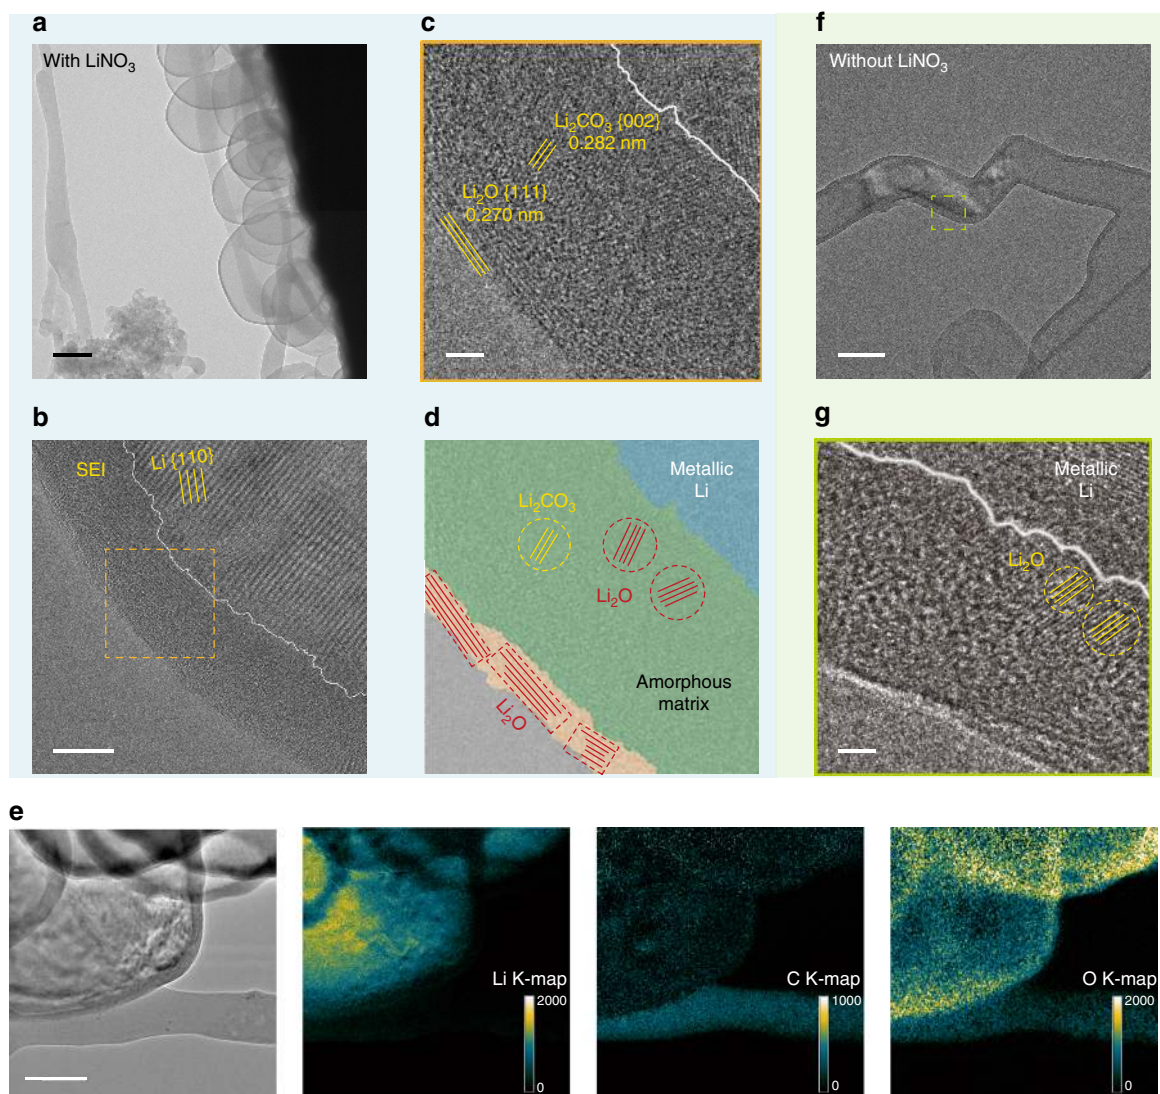 a
With LiNO₃
c
Li₂CO₃ {002}
0.282 nm
Li₂O {111}
0.270 nm
f
Without LiNO₃
b
SEI
Li {110}
d
Metallic
Li
Li₂CO₃
Li₂O
Amorphous
matrix
Li₂O
g
Metallic
Li
Li₂O
e
Li K-map
2000
0
C K-map
1000
0
O K-map
2000
0